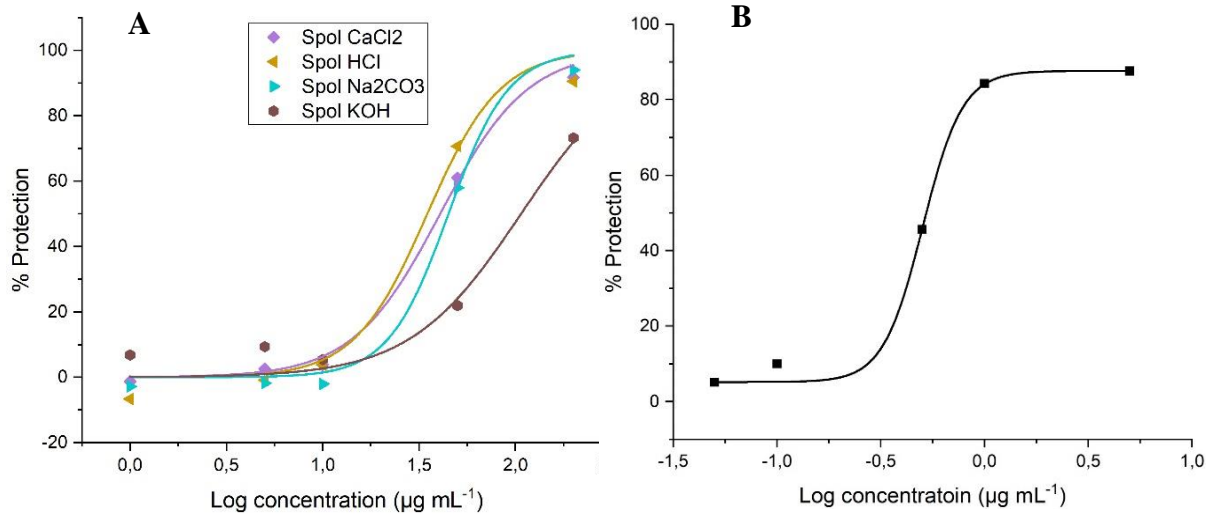 A
Spol CaCl2
Spol HCl
Spol Na2CO3
Spol KOH
100
80
60
40
20
0
-20
% Protection
0,0
0,5
1,0
1,5
2,0
Log concentration (µg mL⁻¹)
B
100
80
60
40
20
0
% Protection
-1,5
-1,0
-0,5
0,0
0,5
1,0
Log concentratoin (µg mL⁻¹)